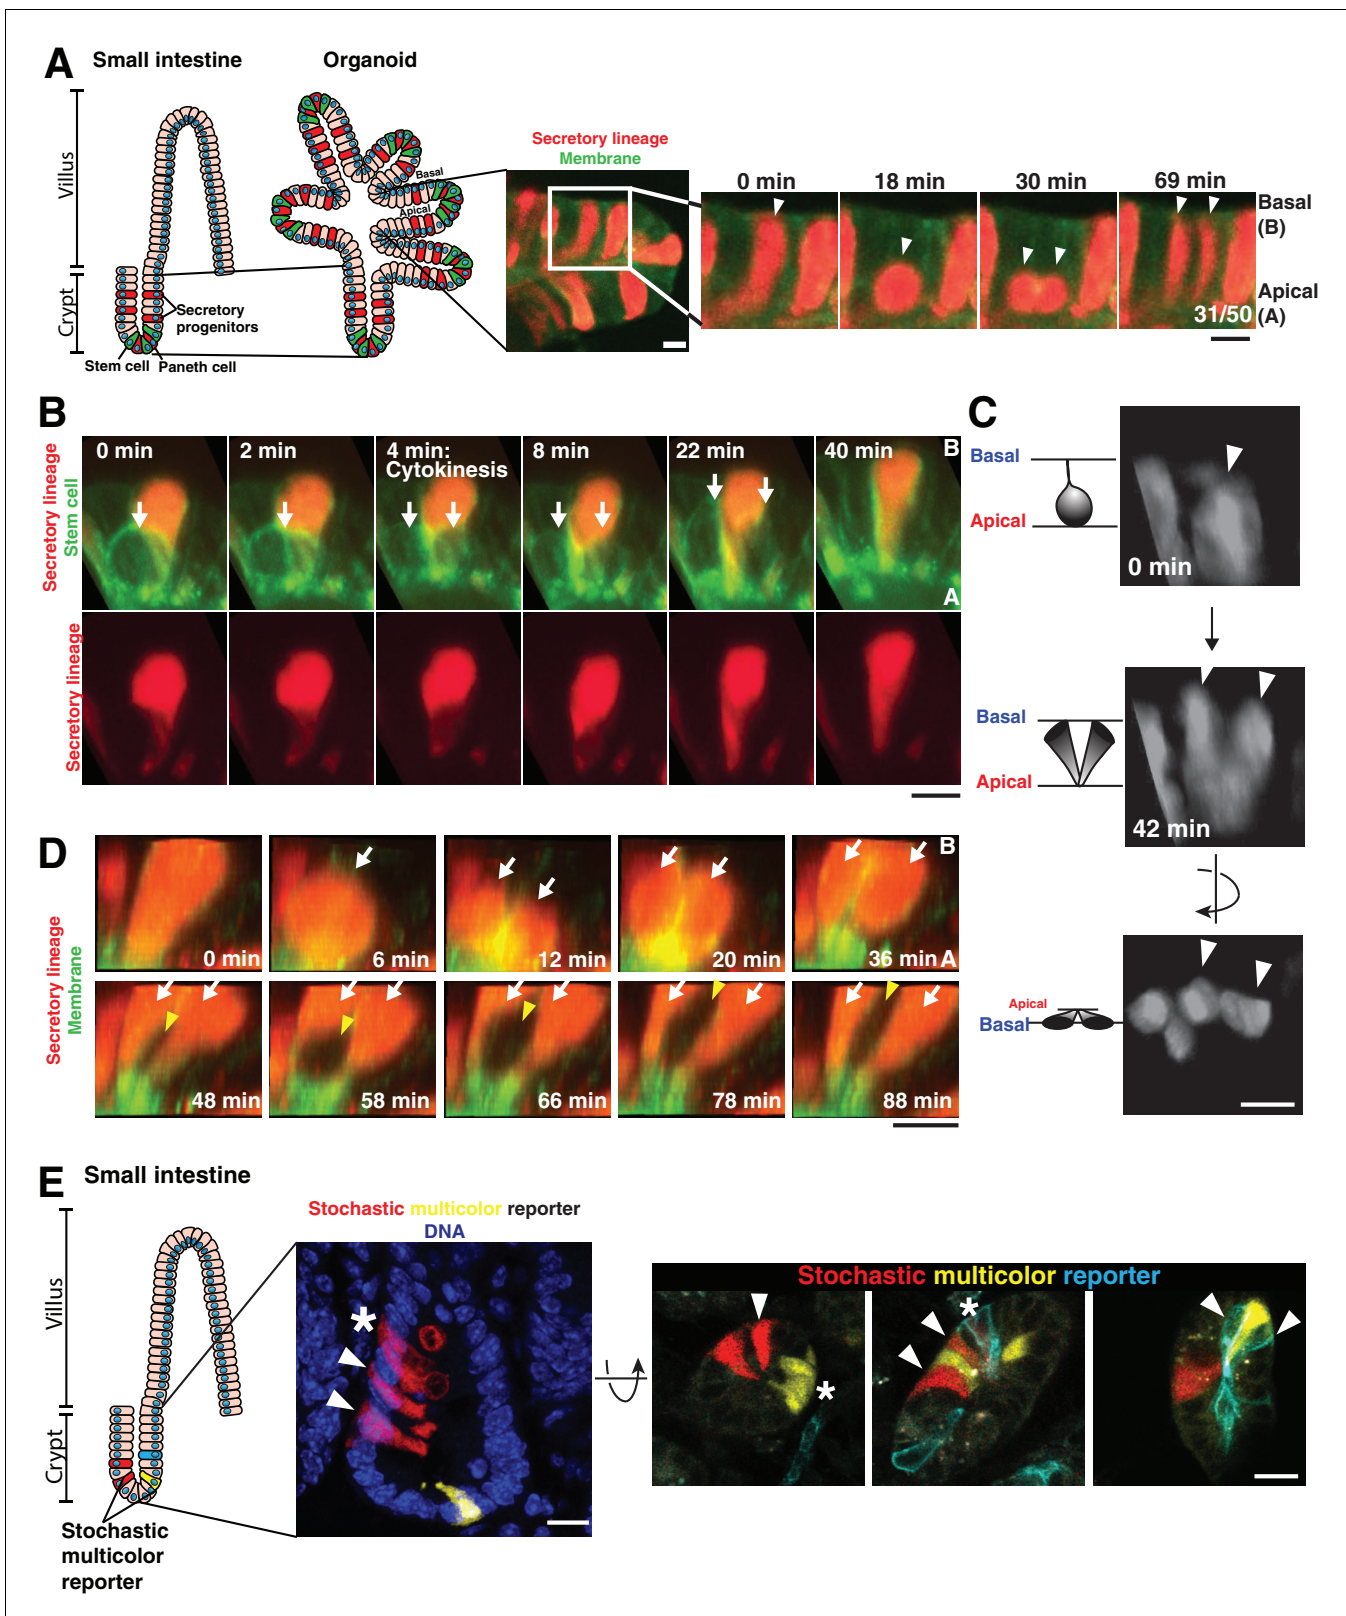 A
Small intestine
Organoid
Villus
Crypt
Secretory
progenitors
Stem cell
Paneth cell
Basal
Apical
Secretory lineage
Membrane
0 min
18 min
30 min
69 min
Basal
(B)
Apical
(A)
31/50
B
Secretory lineage
Stem cell
0 min
2 min
4 min:
Cytokinesis
8 min
22 min
40 min
B
A
Secretory lineage
C
Basal
Apical
0 min
Basal
Apical
42 min
Apical
Basal
D
Secretory lineage
Membrane
0 min
6 min
12 min
20 min
36 min
B
A
48 min
58 min
66 min
78 min
88 min
E
Small intestine
Villus
Crypt
Stochastic
multicolor
reporter
Stochastic multicolor reporter
DNA
*
Stochastic multicolor reporter
*
*